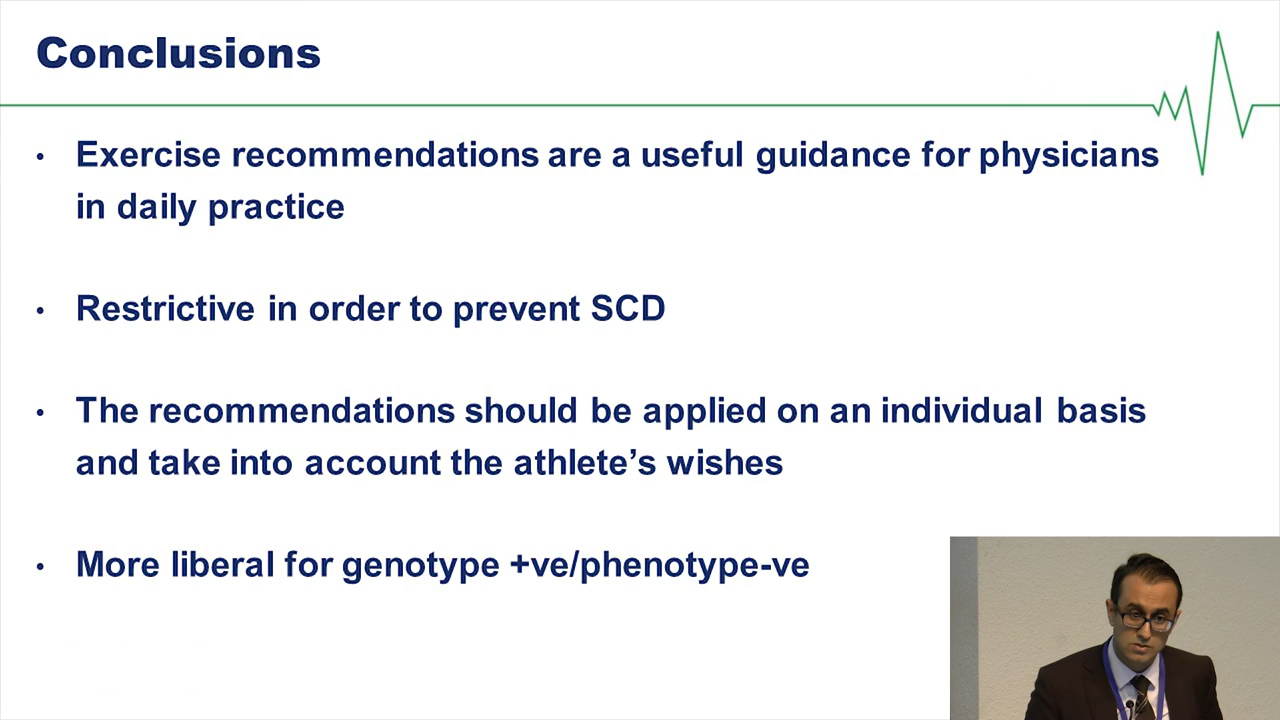 Conclusions
• Exercise recommendations are a useful guidance for physicians
in daily practice
• Restrictive in order to prevent SCD
• The recommendations should be applied on an individual basis
and take into account the athlete’s wishes
• More liberal for genotype +ve/phenotype-ve